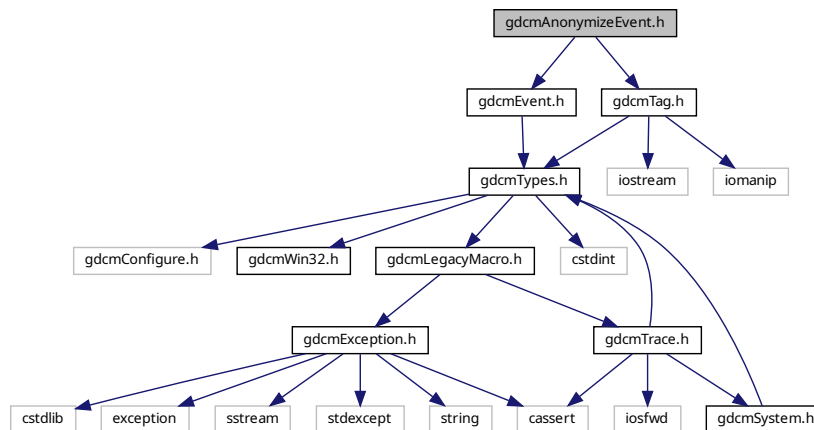 gdcmAnonymizeEvent.h
gdcmEvent.h
gdcmTag.h
gdcmTypes.h
iostream
iomanip
gdcmConfigure.h
gdcmWin32.h
gdcmLegacyMacro.h
cstdint
gdcmException.h
gdcmTrace.h
cstdlib
exception
sstream
stdexcept
string
cassert
iosfwd
gdcmSystem.h